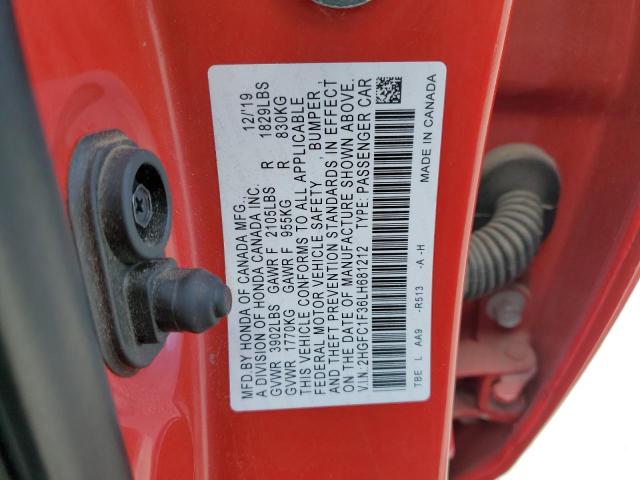 MFD BY HONDA OF CANADA MFG. 12/19
A DIVISION OF HONDA CANADA INC.
GVWR 3902LBS GAWR F 2105LBS R 1829LBS
GVWR 1770KG GAWR F 955KG R 830KG
THIS VEHICLE CONFORMS TO ALL APPLICABLE
FEDERAL MOTOR VEHICLE SAFETY BUMPER,
AND THEFT PREVENTION STANDARDS IN EFFECT
ON THE DATE OF MANUFACTURE SHOWN ABOVE.
V.I.N. 2HGFC1F36LH681212 TYPE: PASSENGER CAR
TBE L AA9 -R513 -A -H MADE IN CANADA